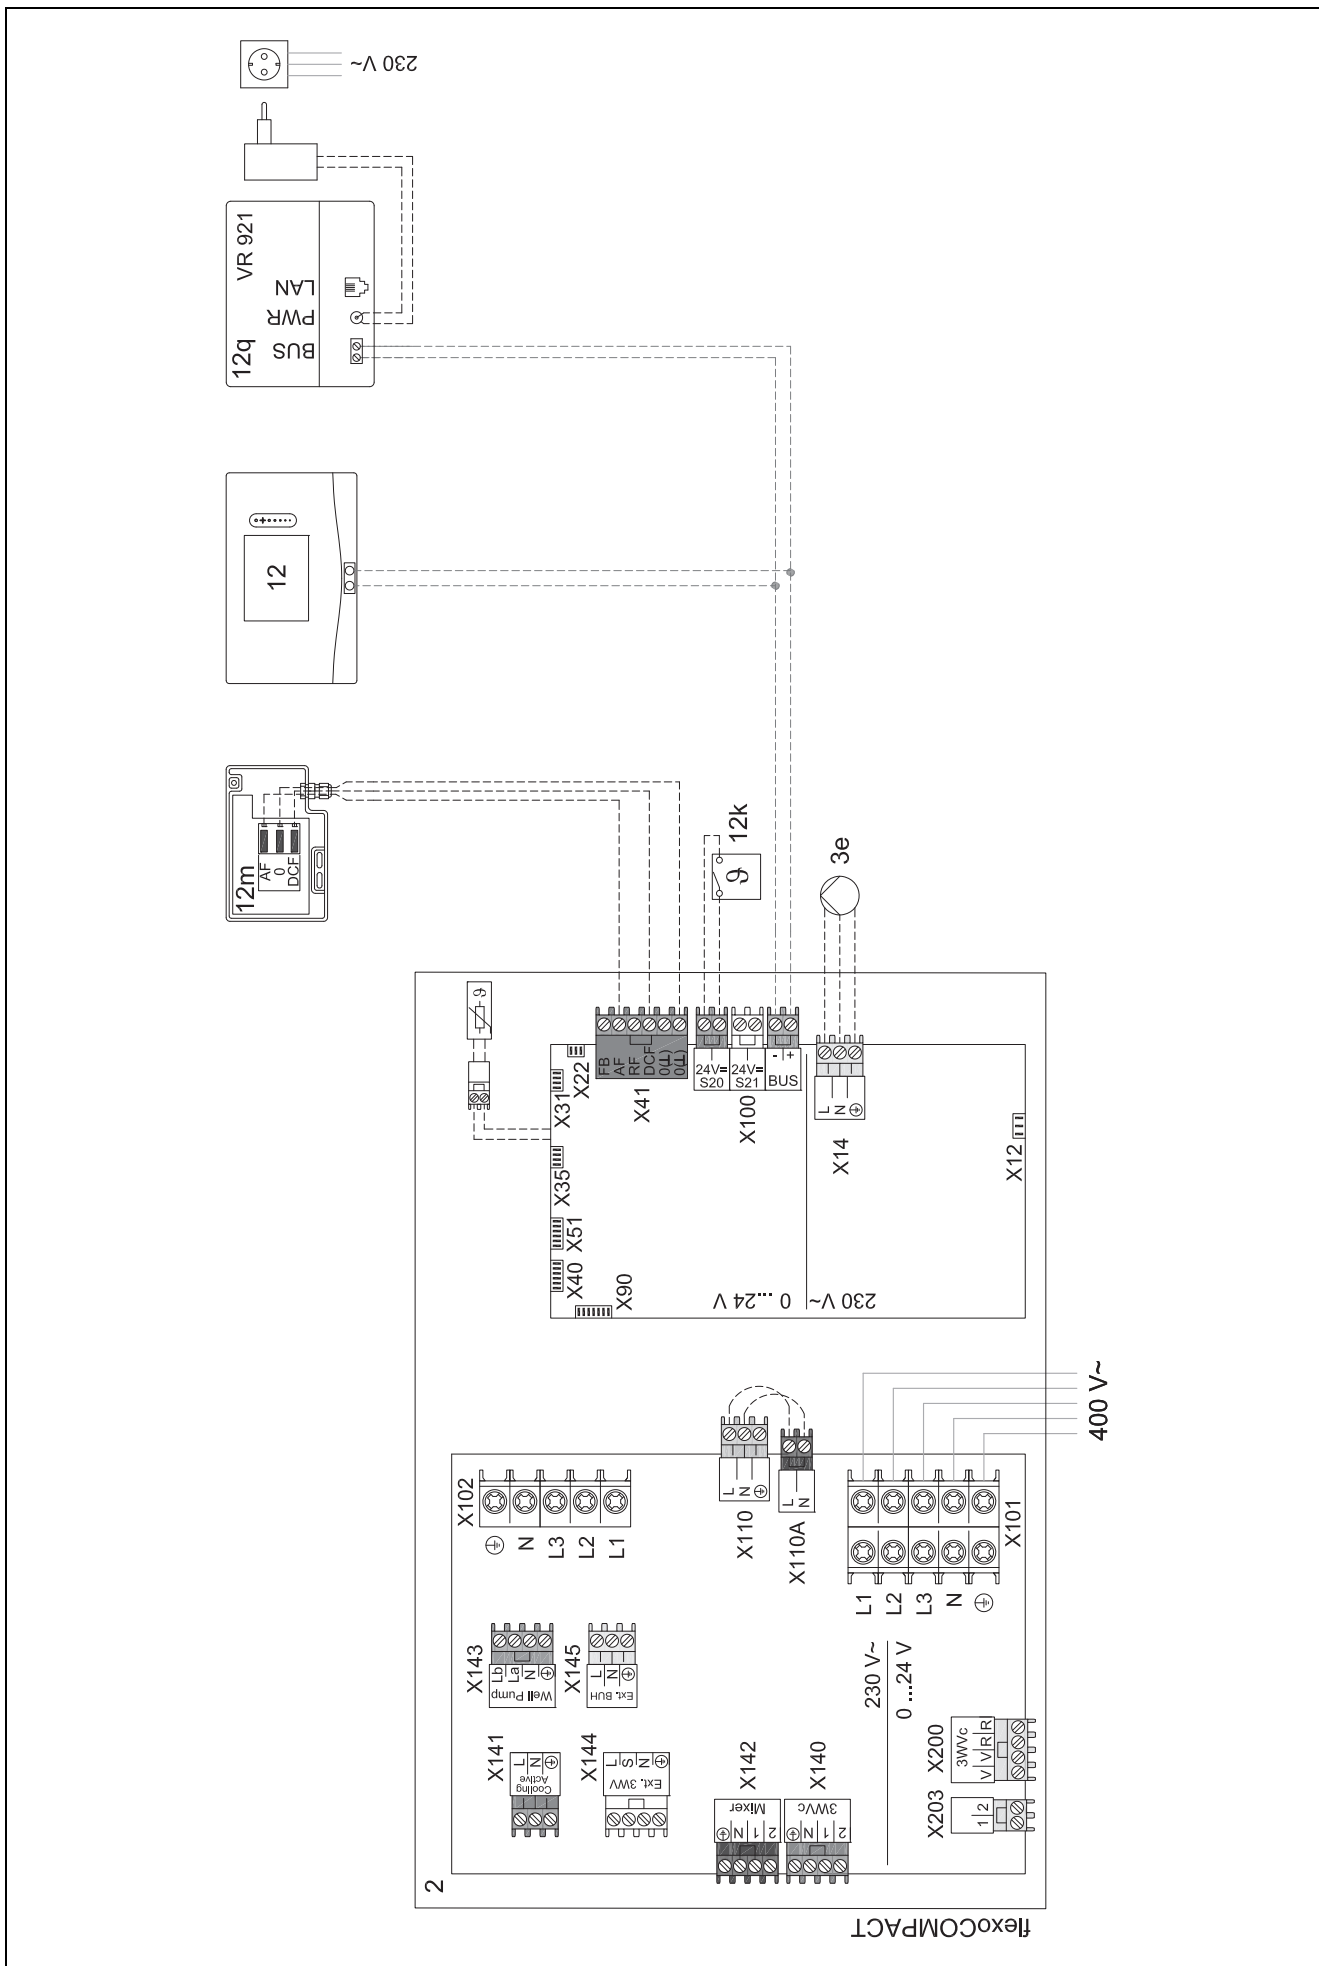 230 V~
VR 921
LAN
PWR
BUS
12q
12
12m
AF
0
DCF
12k
ϑ
3e
ϑ
X22
X31
X35
X51
X40
X90
FB
AF
RF
DCF
0(⊥)
0(⊥)
X41
24V=
S20
24V=
S21
X100
- +
BUS
L
N
X14
X12
0 ...24 V
230 V~
400 V~
X102
N
L3
L2
L1
L
N
X110
L
N
X110A
X101
L1
L2
L3
N
X143
Lb
La
N
Well Pump
X145
L
N
Ext. BUH
X141
L
N
Cooling
Active
X144
L
S
N
Ext. 3WV
X142
Mixer
N
1
2
X140
3WVc
N
1
2
230 V~
0 ...24 V
X200
3WVc
V V R R
X203
1 2
2
flexoCOMPACT